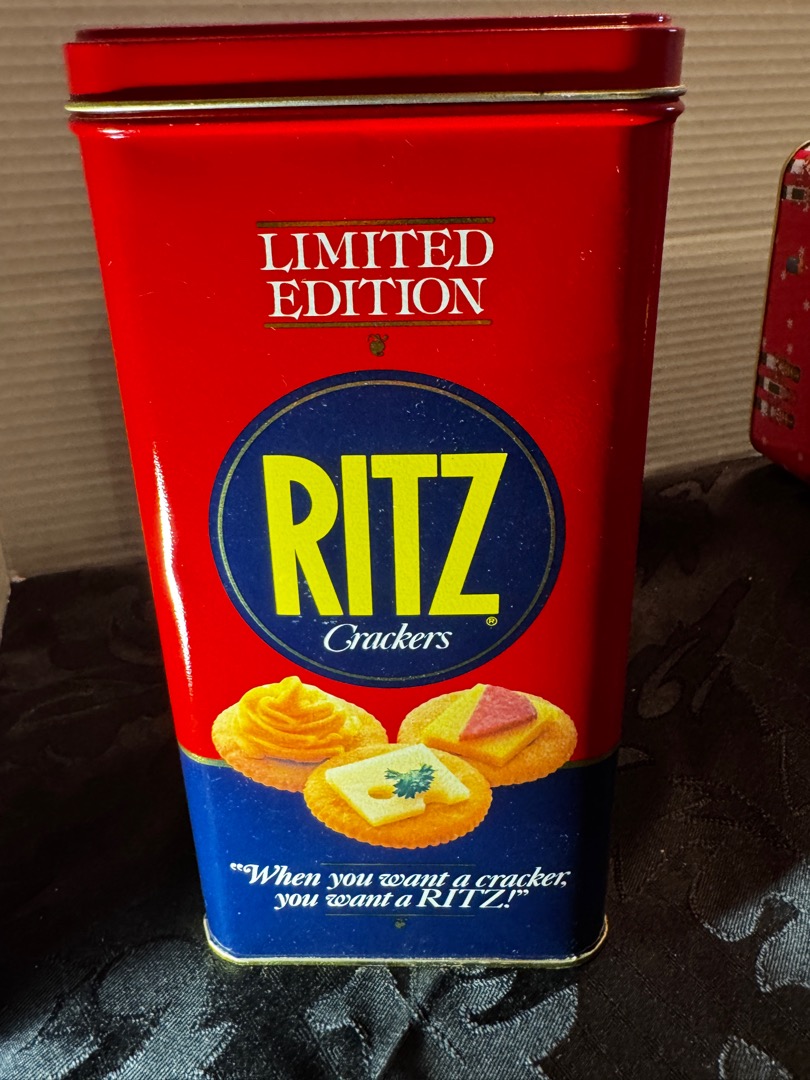 LIMITED
EDITION
RITZ®
Crackers
“When you want a cracker,
you want a RITZ!”